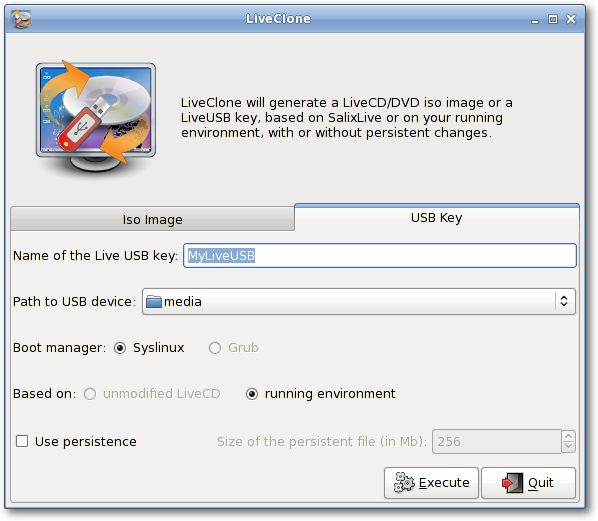 LiveClone
LiveClone will generate a LiveCD/DVD iso image or a
LiveUSB key, based on SalixLive or on your running
environment, with or without persistent changes.
Iso Image
USB Key
Name of the Live USB key: MyLiveUSB
Path to USB device: media
Boot manager: Syslinux Grub
Based on: unmodified LiveCD running environment
Use persistence Size of the persistent file (in Mb): 256
Execute Quit